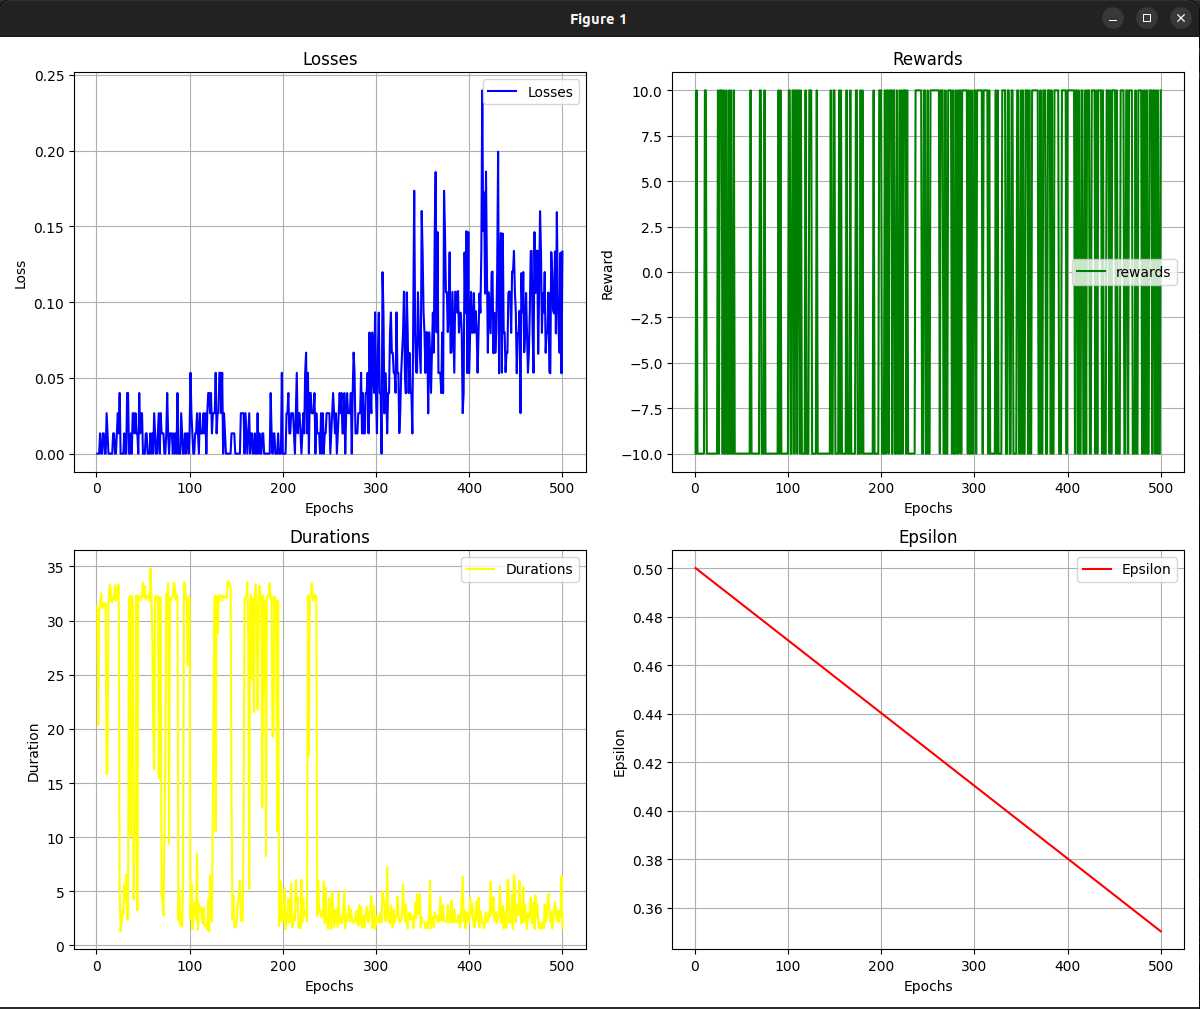 Figure 1
Losses
0.25
0.20
0.15
0.10
0.05
0.00
Loss
Losses
0 100 200 300 400 500
Epochs
Rewards
10.0
7.5
5.0
2.5
0.0
−2.5
−5.0
−7.5
−10.0
Reward
rewards
0 100 200 300 400 500
Epochs
Durations
35
30
25
20
15
10
5
0
Duration
Durations
0 100 200 300 400 500
Epochs
Epsilon
0.50
0.48
0.46
0.44
0.42
0.40
0.38
0.36
Epsilon
Epsilon
0 100 200 300 400 500
Epochs